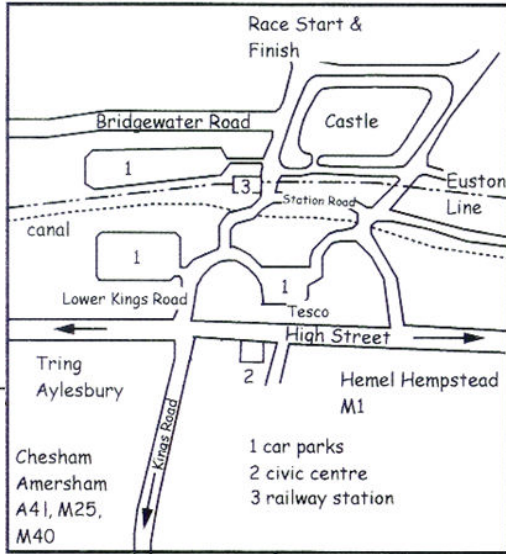 Race Start &
Finish
Bridgewater Road
Castle
1
3
Station Road
Euston
Line
canal
1
1
Lower Kings Road
Tesco
High Street
Tring
Aylesbury
2
Hemel Hempstead
M1
Kings Road
Chesham
Amersham
A41, M25,
M40
1 car parks
2 civic centre
3 railway station